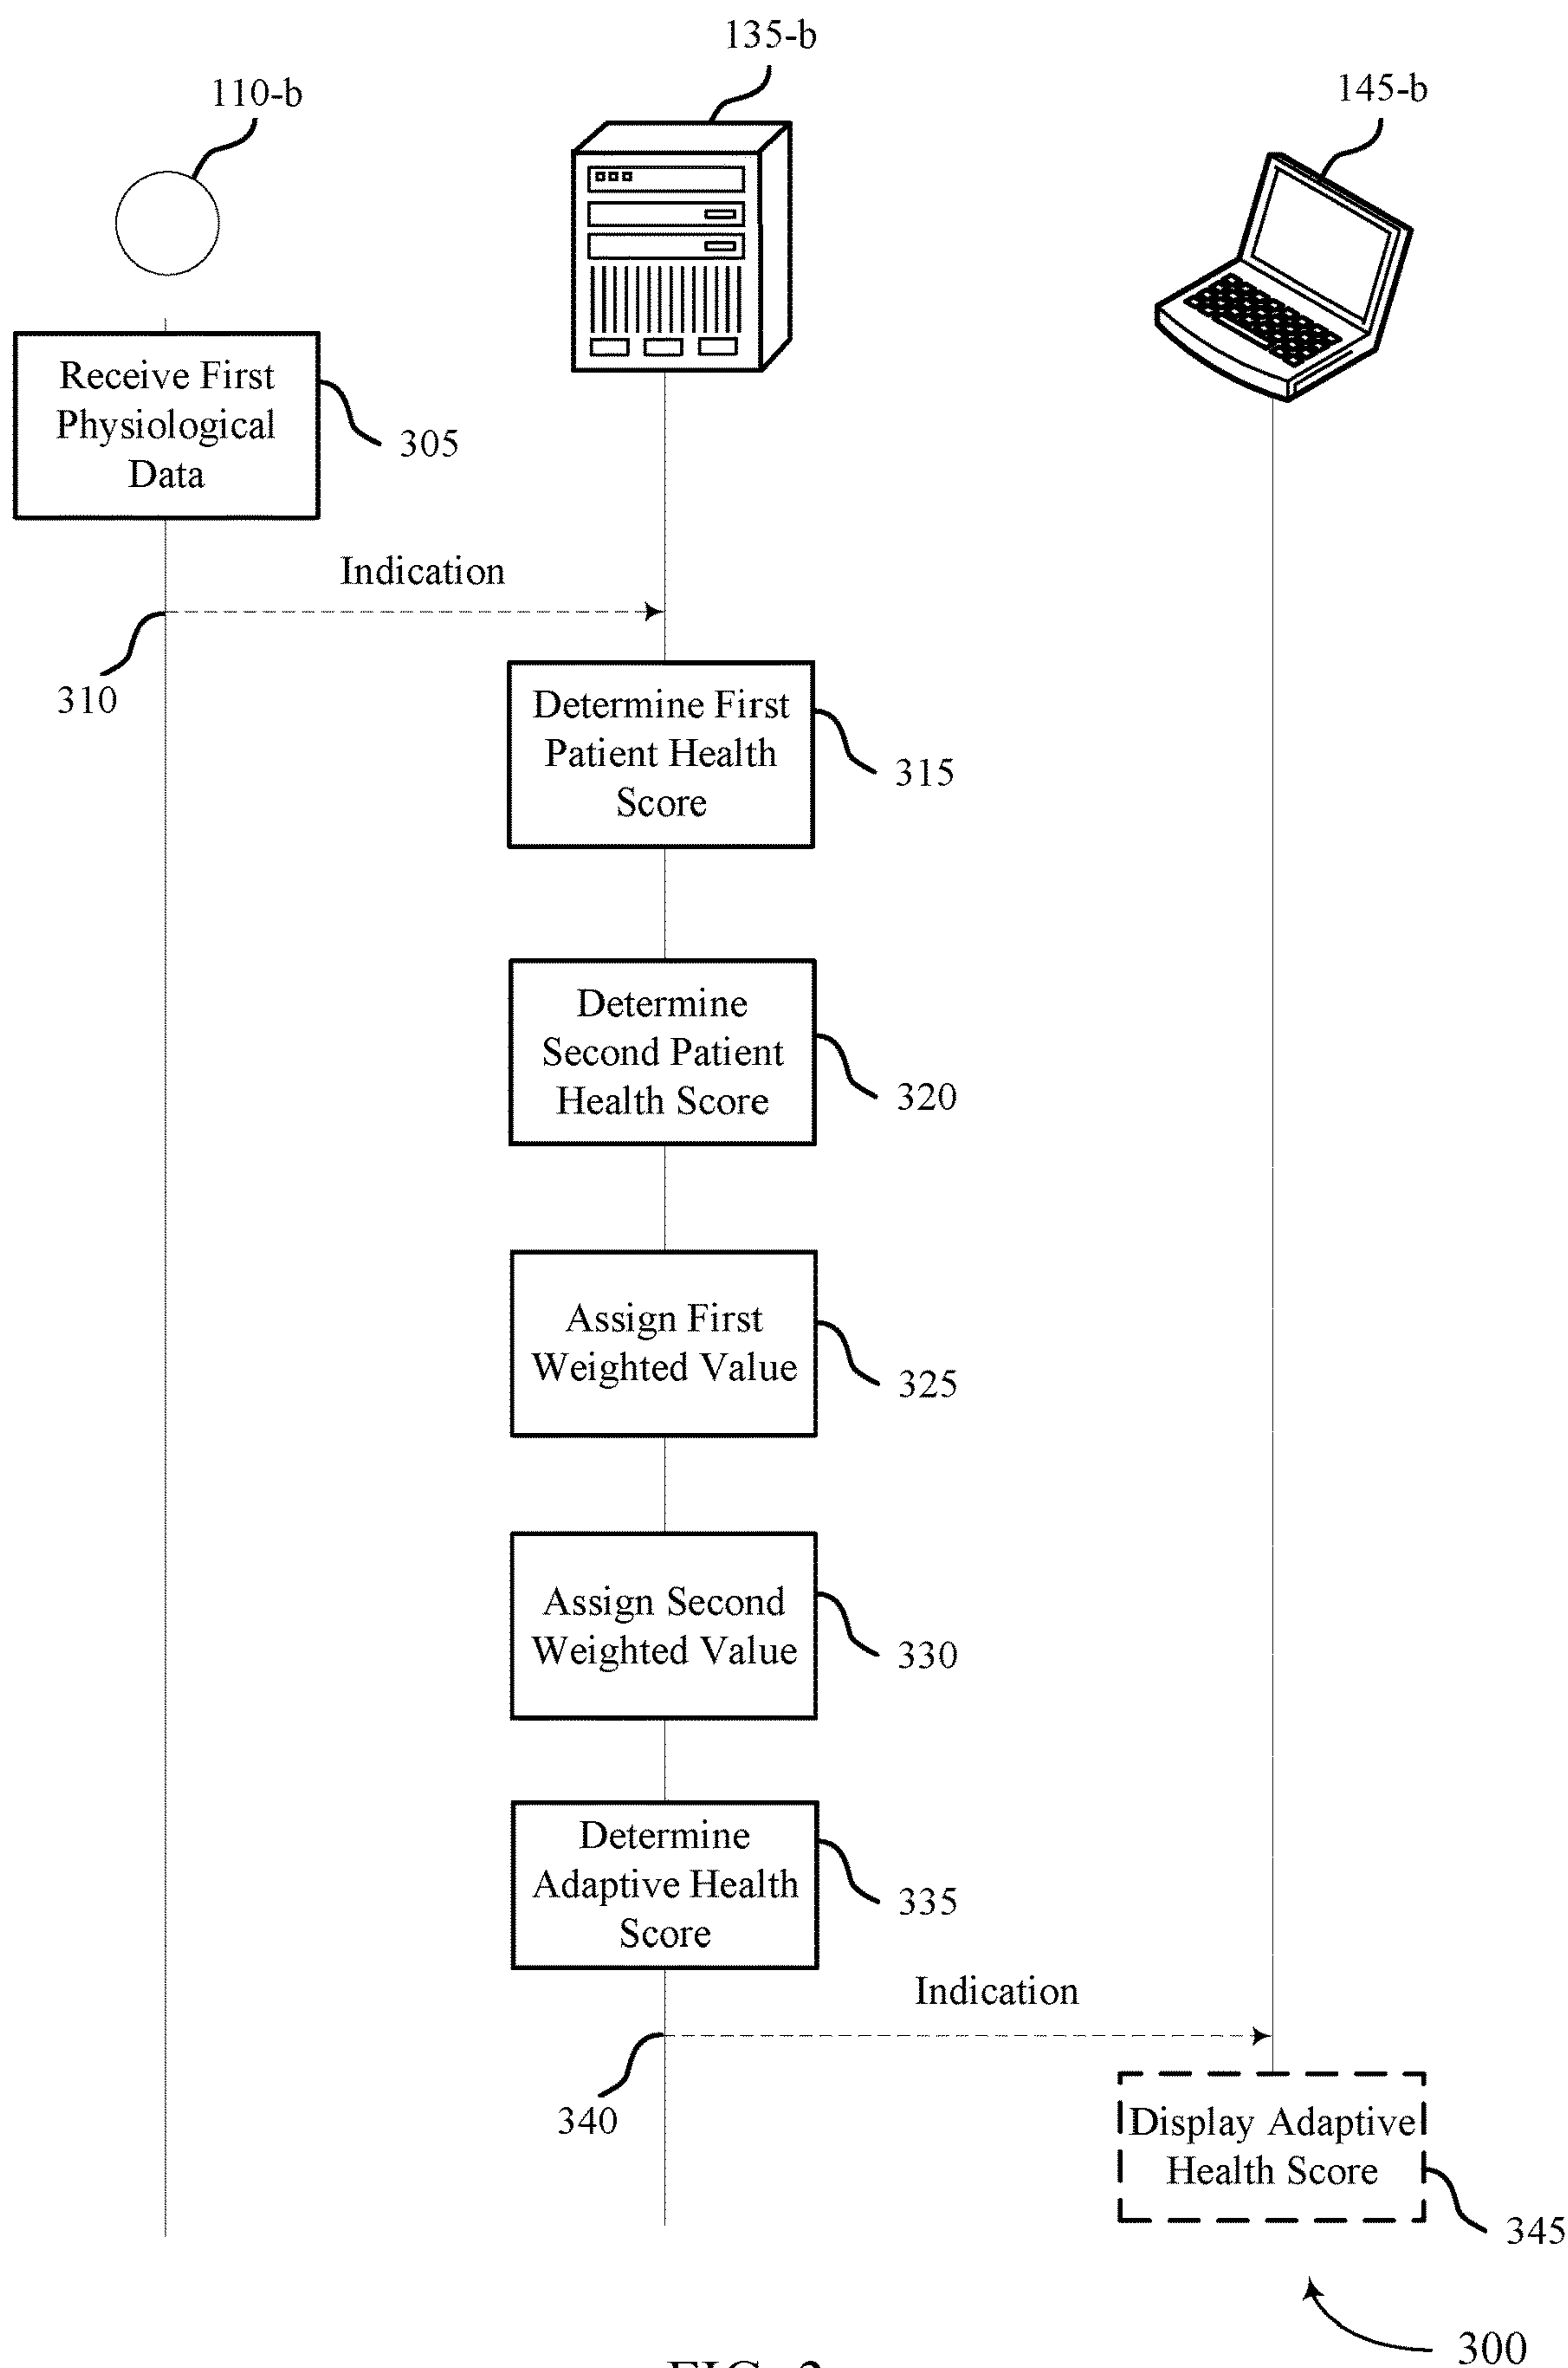 135-b
110-b
145-b
Receive First
Physiological
Data
305
Indication
310
Determine First
Patient Health
Score
315
Determine
Second Patient
Health Score
320
Assign First
Weighted Value
325
Assign Second
Weighted Value
330
Determine
Adaptive Health
Score
335
Indication
340
Display Adaptive
Health Score
345
300